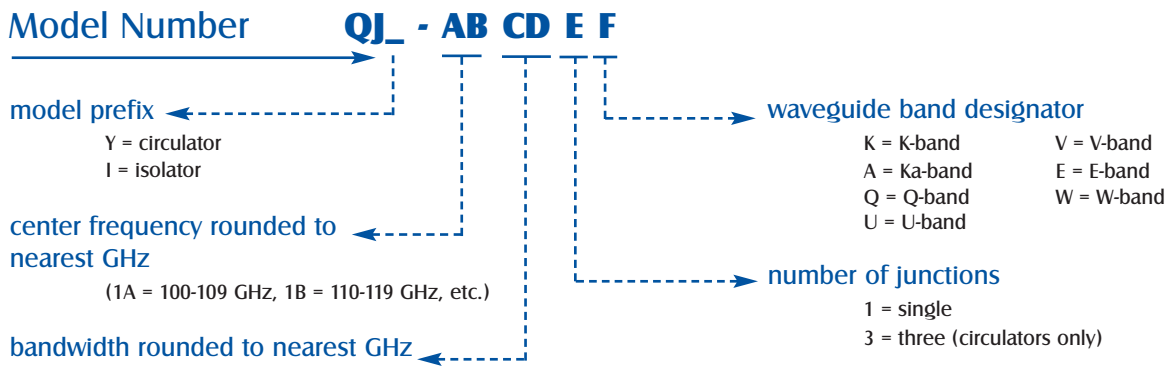 Model Number QJ_ - AB CD E F
model prefix
Y = circulator
I = isolator
center frequency rounded to
nearest GHz
(1A = 100-109 GHz, 1B = 110-119 GHz, etc.)
bandwidth rounded to nearest GHz
waveguide band designator
K = K-band V = V-band
A = Ka-band E = E-band
Q = Q-band W = W-band
U = U-band
number of junctions
1 = single
3 = three (circulators only)